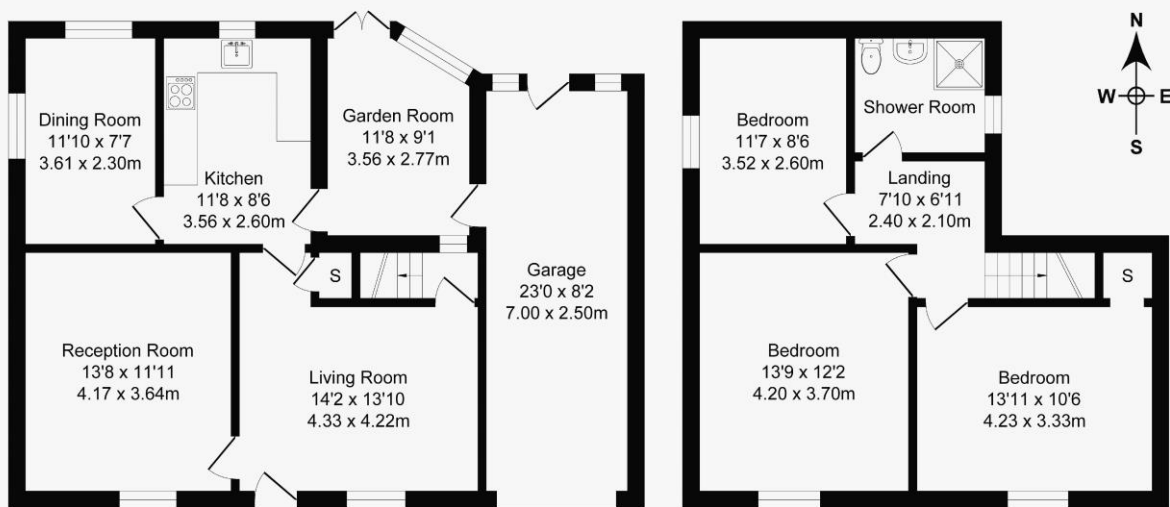 Dining Room
11'10 x 7'7
3.61 x 2.30m
Kitchen
11'8 x 8'6
3.56 x 2.60m
Garden Room
11'8 x 9'1
3.56 x 2.77m
Garage
23'0 x 8'2
7.00 x 2.50m
S
Reception Room
13'8 x 11'11
4.17 x 3.64m
Living Room
14'2 x 13'10
4.33 x 4.22m
Bedroom
11'7 x 8'6
3.52 x 2.60m
Shower Room
Landing
7'10 x 6'11
2.40 x 2.10m
S
Bedroom
13'9 x 12'2
4.20 x 3.70m
Bedroom
13'11 x 10'6
4.23 x 3.33m
N
W E
S